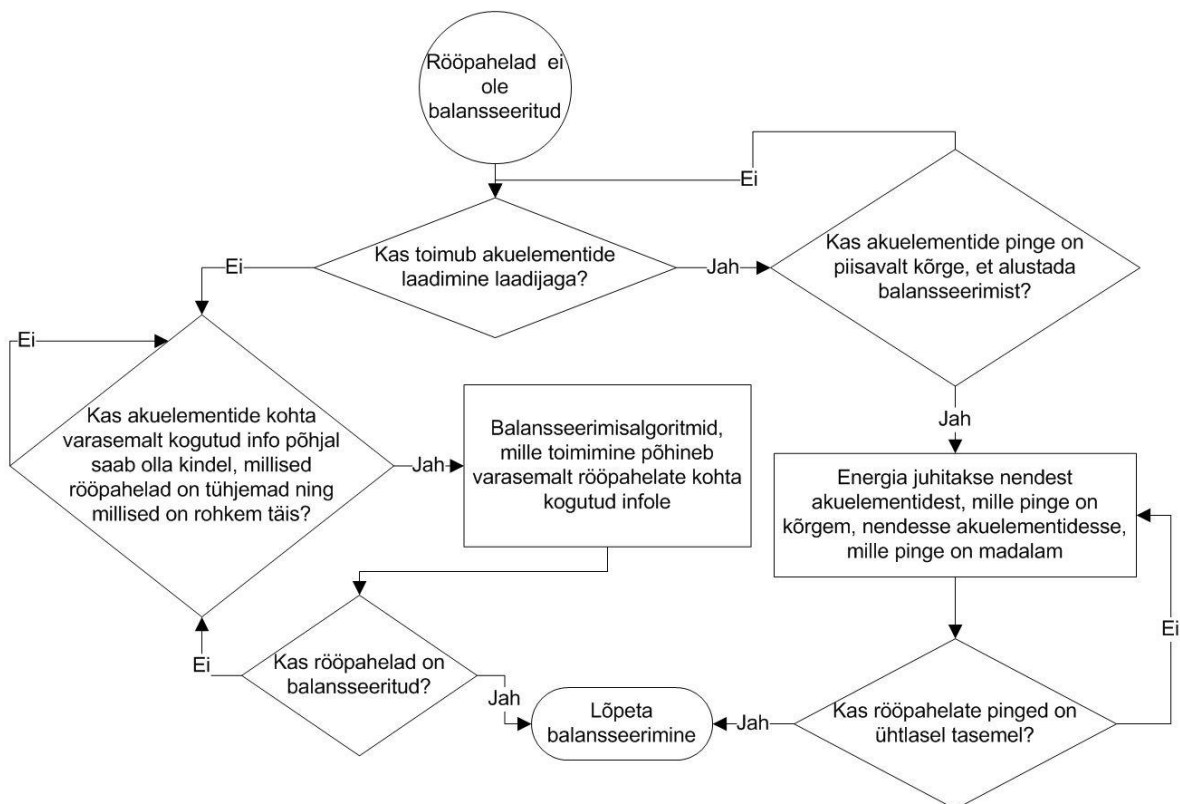 Rööpahelad ei
ole
balansseeritud
Ei
Kas toimub akuelementide
laadimine laadijaga?
Ei
Jah
Kas akuelementide pinge on
piisavalt kõrge, et alustada
balansseerimist?
Ei
Kas akuelementide kohta
varasemalt kogutud info põhjal
saab olla kindel, millised
rööpahelad on tühjemad ning
millised on rohkem täis?
Jah
Balansseerimisalgoritmid,
mille toimimine põhineb
varasemalt rööpahelate kohta
kogutud infole
Jah
Energia juhitakse nendest
akuelementidest, mille pinge on
kõrgem, nendesse akuelementidesse,
mille pinge on madalam
Ei
Kas rööpahelad on
balansseeritud?
Jah
Lõpeta
balansseerimine
Jah
Kas rööpahelate pinged on
ühtlasel tasemel?
Ei